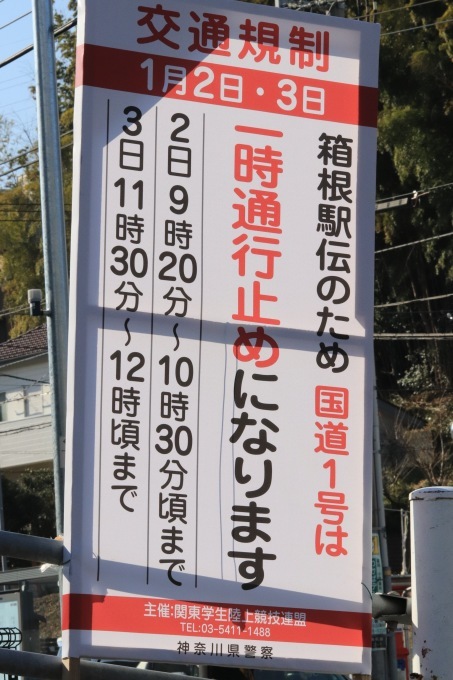 交通規制
1月2日・3日
箱根駅伝のため 国道1号は
一時通行止めになります
2日 9時20分〜10時30分頃まで
3日11時30分〜12時頃まで
主催:関東学生陸上競技連盟
TEL:03-5411-1488
神奈川県警察